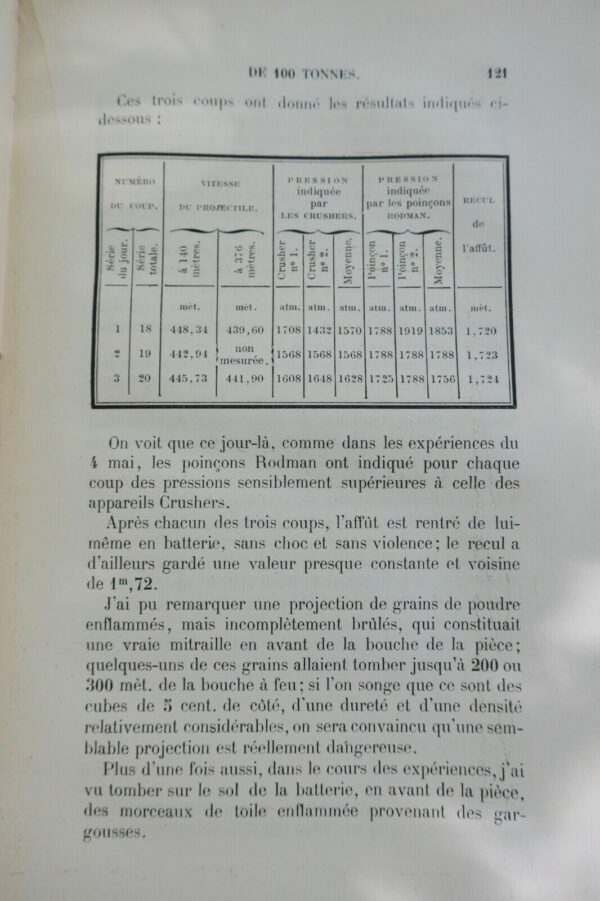 DE 100 TONNES. 121
Ces trois coups ont donné les résultats indiqués ci-
dessous :
NUMÉRO DU COUP. VITESSE DU PROJECTILE. PRESSION indiquée par LES CRUSHERS. PRESSION indiquée par les poinçons RODMAN. RECUL de l'affût.
Série du jour. Série totale. à 140 mètres. à 376 mètres. Crusher n° 1. Crusher n° 2. Moyenne. Poinçon n° 1. Poinçon n° 2. Moyenne.
mèt. mèt. atm. atm. atm. atm. atm. atm. mèt.
1 18 448,34 439,60 1708 1432 1570 1788 1919 1853 1,720
2 19 442,94 non mesurée. 1568 1568 1568 1788 1788 1788 1,723
3 20 445,73 441,90 1608 1648 1628 1725 1788 1756 1,724
On voit que ce jour-là, comme dans les expériences du
4 mai, les poinçons Rodman ont indiqué pour chaque
coup des pressions sensiblement supérieures à celle des
appareils Crushers.
Après chacun des trois coups, l'affût est rentré de lui-
même en batterie, sans choc et sans violence; le recul a
d'ailleurs gardé une valeur presque constante et voisine
de 1m,72.
J'ai pu remarquer une projection de grains de poudre
enflammés, mais incomplètement brûlés, qui constituait
une vraie mitraille en avant de la bouche de la pièce;
quelques-uns de ces grains allaient tomber jusqu'à 200 ou
300 mèt. de la bouche à feu; si l'on songe que ce sont des
cubes de 5 cent. de côté, d'une dureté et d'une densité
relativement considérables, on sera convaincu qu'une sem-
blable projection est réellement dangereuse.
Plus d'une fois aussi, dans le cours des expériences, j'ai
vu tomber sur le sol de la batterie, en avant de la pièce,
des morceaux de toile enflammée provenant des gar-
gousses.